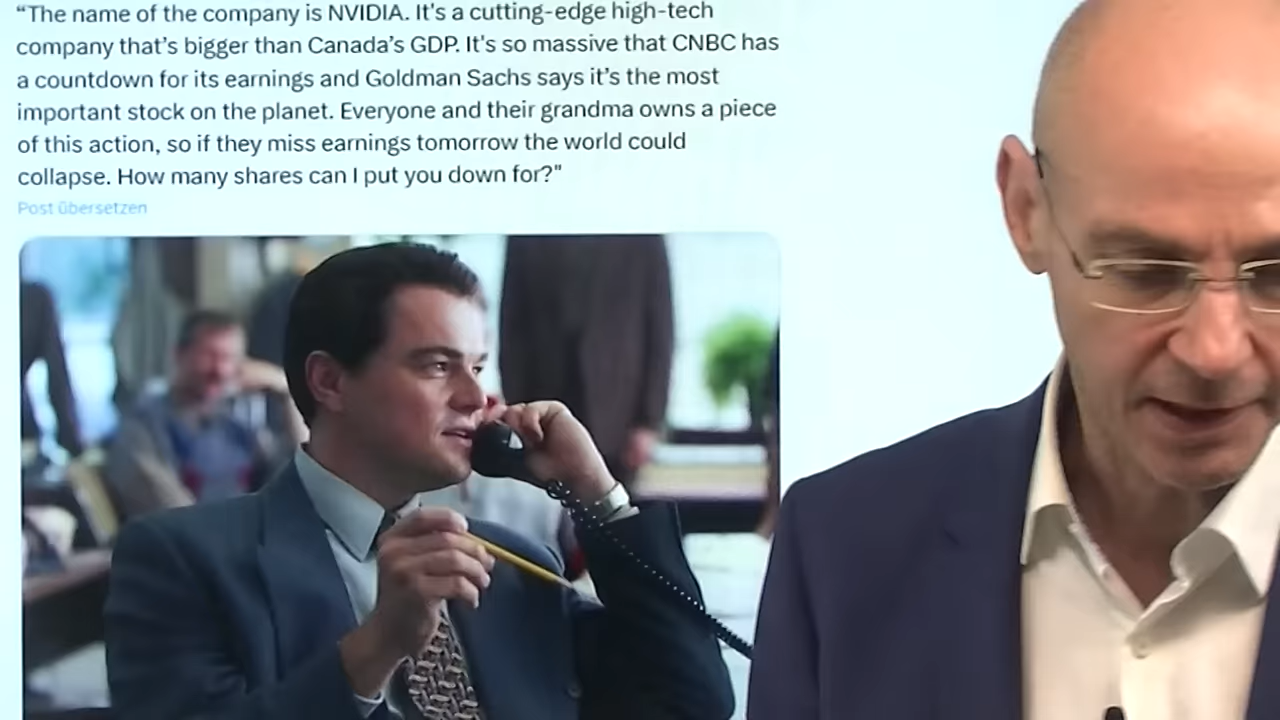 “The name of the company is NVIDIA. It's a cutting-edge high-tech
company that’s bigger than Canada’s GDP. It's so massive that CNBC has
a countdown for its earnings and Goldman Sachs says it’s the most
important stock on the planet. Everyone and their grandma owns a piece
of this action, so if they miss earnings tomorrow the world could
collapse. How many shares can I put you down for?"
Post übersetzen